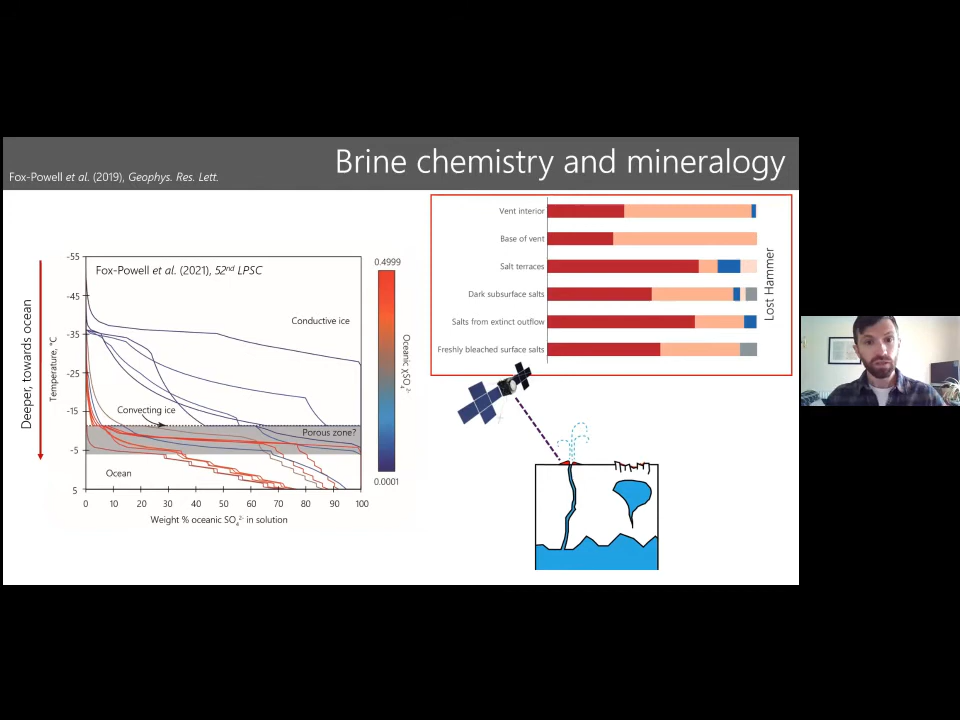 Brine chemistry and mineralogy
Fox-Powell et al. (2019), Geophys. Res. Lett.
Deeper, towards ocean
Temperature, °C
-55
-45
-35
-25
-15
-5
5
Fox-Powell et al. (2021), 52nd LPSC
Conductive ice
Convecting ice
Porous zone?
Ocean
0 10 20 30 40 50 60 70 80 90 100
Weight % oceanic SO₄²⁻ in solution
0.4999
Oceanic χSO₄²⁻
0.0001
Vent interior
Base of vent
Salt terraces
Dark subsurface salts
Salts from extinct outflow
Freshly bleached surface salts
Lost Hammer